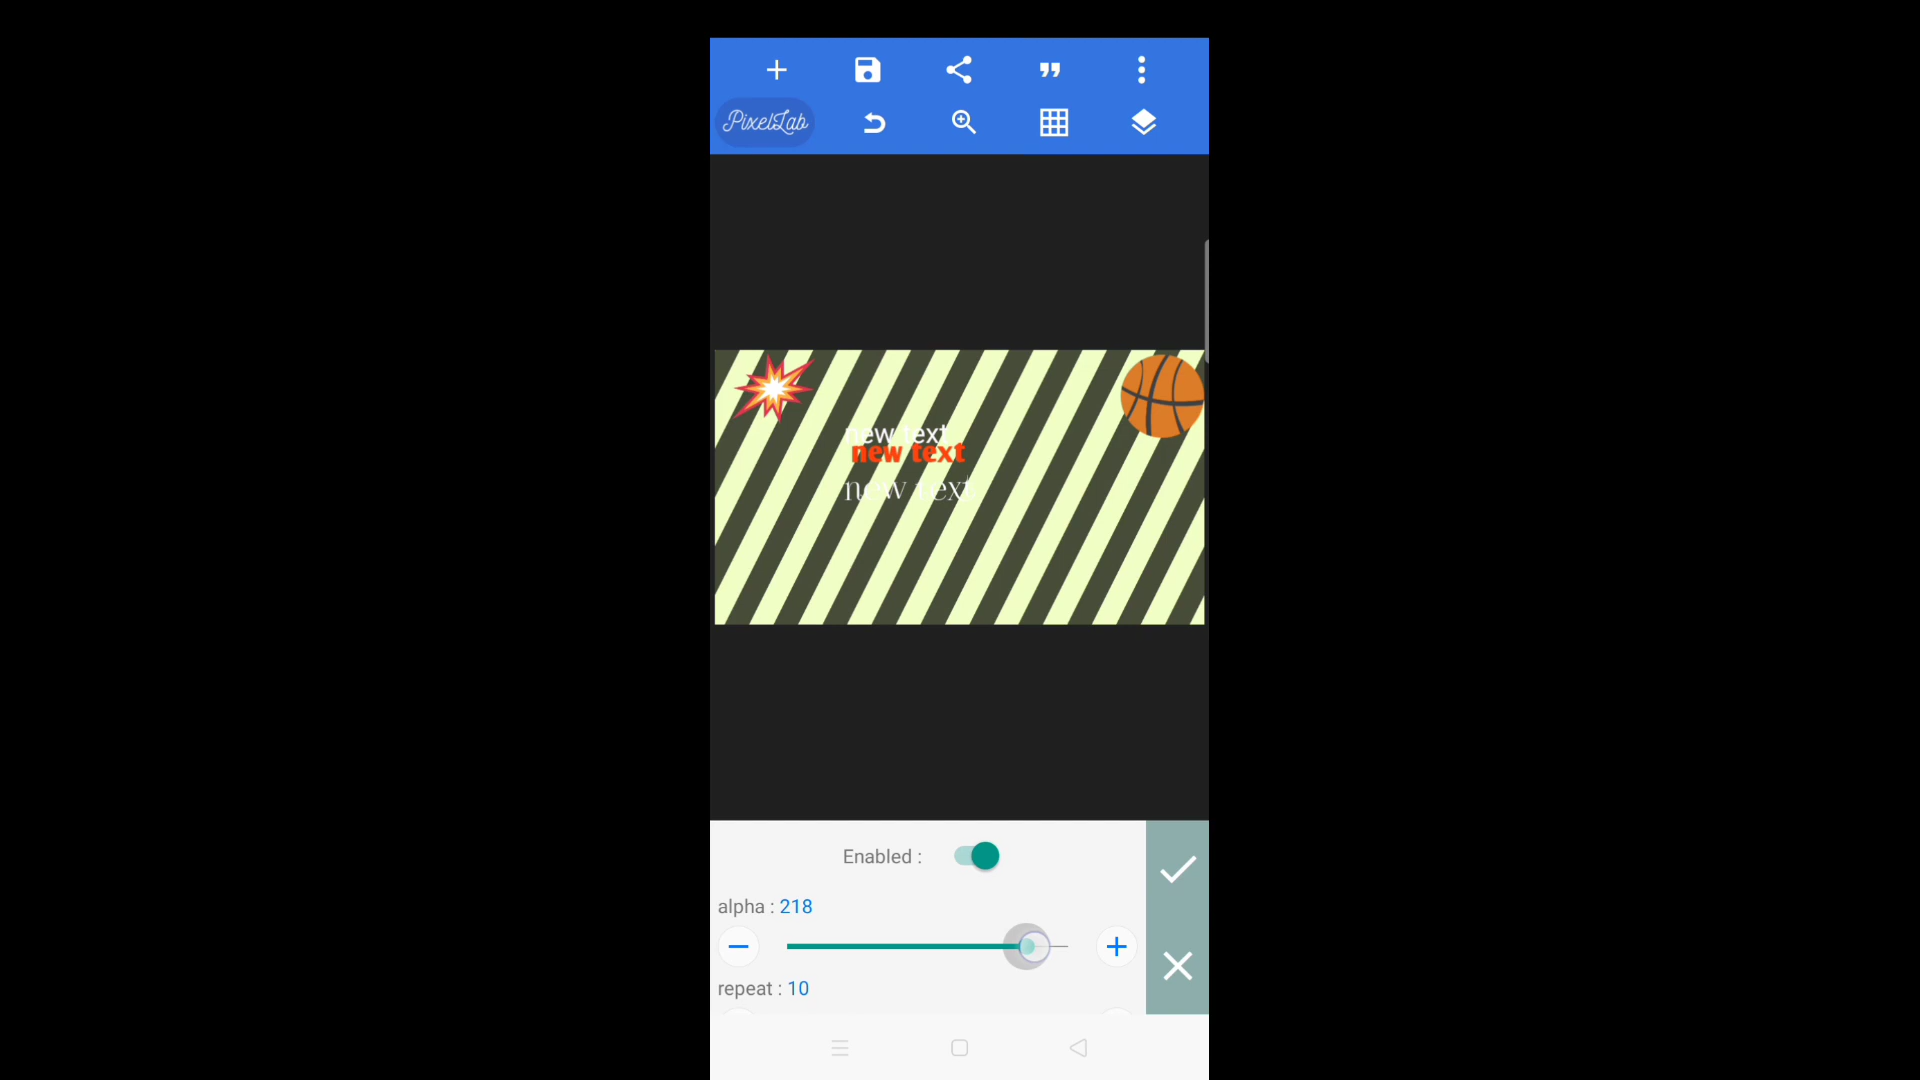 PixelLab
new text
new text
new text
Enabled :
alpha : 218
repeat : 10